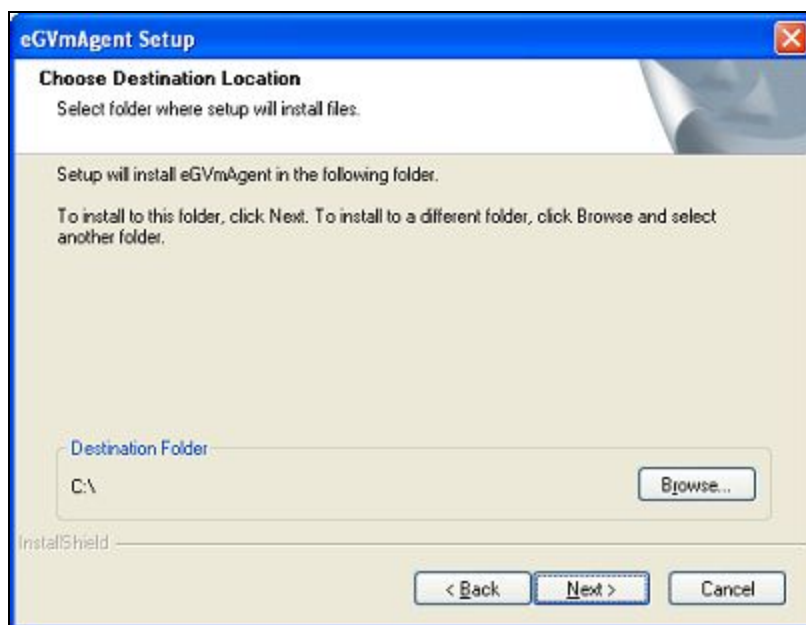 eGVmAgent Setup
Choose Destination Location
Select folder where setup will install files.
Setup will install eGVmAgent in the following folder.
To install to this folder, click Next. To install to a different folder, click Browse and select
another folder.
Destination Folder
C:\
Browse...
InstallShield
< Back
Next >
Cancel